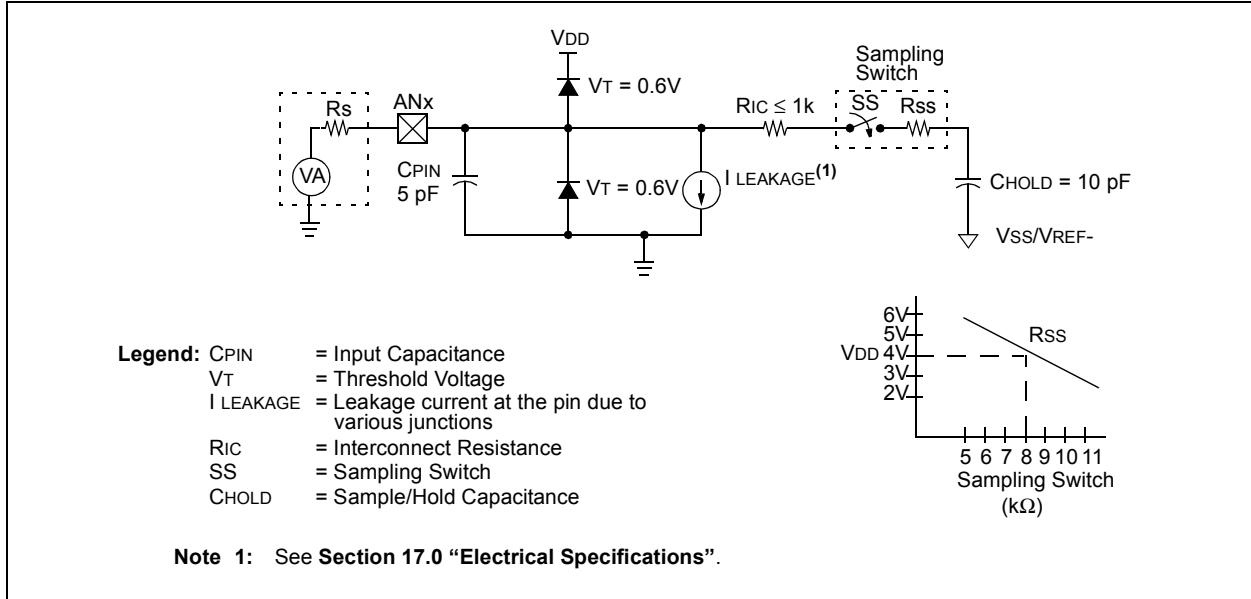 VDD
Sampling
Switch
VT = 0.6V
Rs
ANx
RIC ≤ 1k
SS
Rss
VA
CPIN
5 pF
VT = 0.6V
I LEAKAGE(1)
CHOLD = 10 pF
VSS/VREF-
Legend: CPIN = Input Capacitance
VT = Threshold Voltage
I LEAKAGE = Leakage current at the pin due to
various junctions
RIC = Interconnect Resistance
SS = Sampling Switch
CHOLD = Sample/Hold Capacitance
6V
5V
VDD 4V
3V
2V
RSS
5 6 7 8 9 10 11
Sampling Switch
(kΩ)
Note 1: See Section 17.0 “Electrical Specifications”.